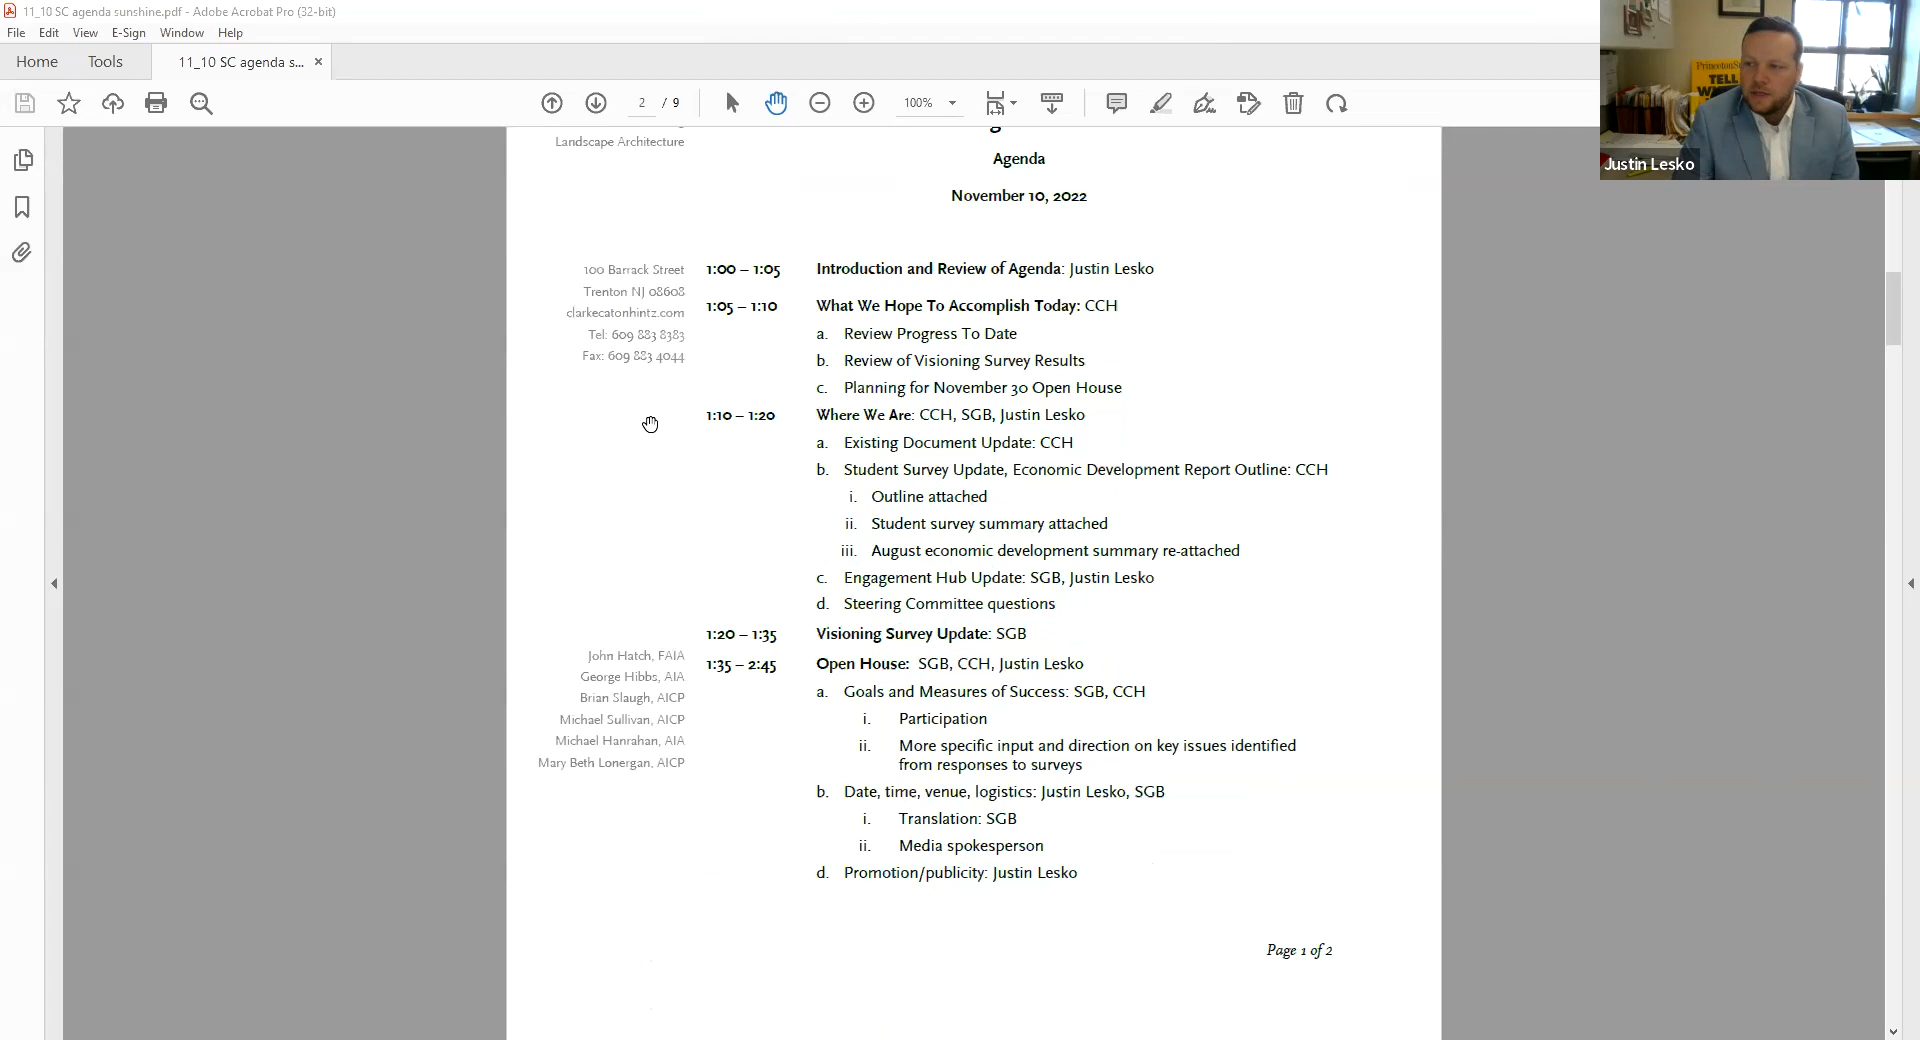 11_10 SC agenda sunshine.pdf - Adobe Acrobat Pro (32-bit)
File Edit View E-Sign Window Help
Home Tools 11_10 SC agenda s... ×
2 / 9 100%
Landscape Architecture
Agenda
November 10, 2022
100 Barrack Street
Trenton NJ 08608
clarkecatonhintz.com
Tel: 609 883 8383
Fax: 609 883 4044
John Hatch, FAIA
George Hibbs, AIA
Brian Slaugh, AICP
Michael Sullivan, AICP
Michael Hanrahan, AIA
Mary Beth Lonergan, AICP
1:00 – 1:05 Introduction and Review of Agenda: Justin Lesko
1:05 – 1:10 What We Hope To Accomplish Today: CCH
a. Review Progress To Date
b. Review of Visioning Survey Results
c. Planning for November 30 Open House
1:10 – 1:20 Where We Are: CCH, SGB, Justin Lesko
a. Existing Document Update: CCH
b. Student Survey Update, Economic Development Report Outline: CCH
i. Outline attached
ii. Student survey summary attached
iii. August economic development summary re-attached
c. Engagement Hub Update: SGB, Justin Lesko
d. Steering Committee questions
1:20 – 1:35 Visioning Survey Update: SGB
1:35 – 2:45 Open House: SGB, CCH, Justin Lesko
a. Goals and Measures of Success: SGB, CCH
i. Participation
ii. More specific input and direction on key issues identified
from responses to surveys
b. Date, time, venue, logistics: Justin Lesko, SGB
i. Translation: SGB
ii. Media spokesperson
d. Promotion/publicity: Justin Lesko
Page 1 of 2
TELL
Justin Lesko